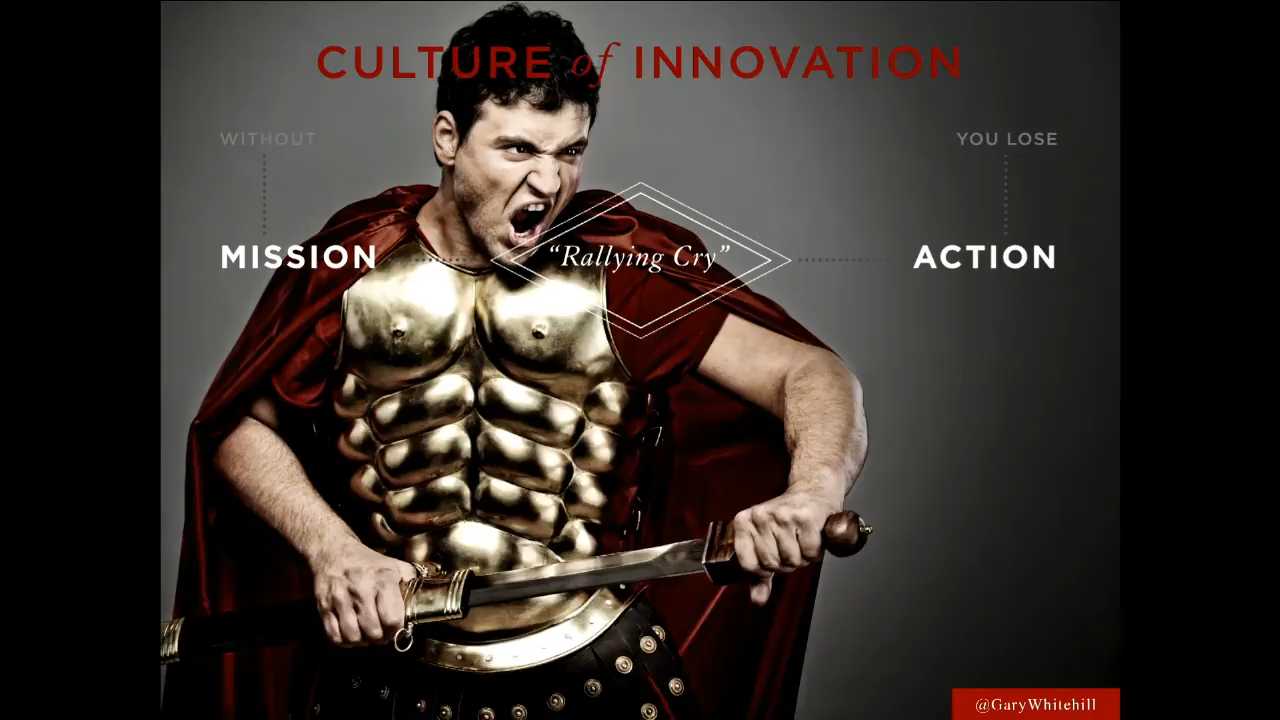 CULTURE of INNOVATION
WITHOUT
YOU LOSE
MISSION
“Rallying Cry”
ACTION
@GaryWhitehill